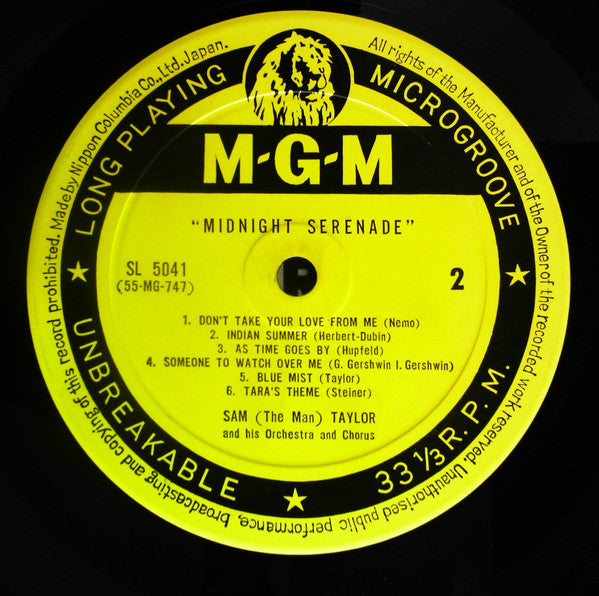 All rights of the Manufacturer and of the Owner of the recorded work reserved. Unauthorised public performance, broadcasting and copying of this record prohibited. Made by Nippon Columbia Co., Ltd. Japan.
LONG PLAYING
MICROGROOVE
M-G-M
"MIDNIGHT SERENADE"
SL 5041
(55-MG-747)
2
1. DON'T TAKE YOUR LOVE FROM ME (Nemo)
2. INDIAN SUMMER (Herbert-Dubin)
3. AS TIME GOES BY (Hupfeld)
4. SOMEONE TO WATCH OVER ME (G. Gershwin I. Gershwin)
5. BLUE MIST (Taylor)
6. TARA'S THEME (Steiner)
SAM (The Man) TAYLOR
and his Orchestra and Chorus
UNBREAKABLE
33 1/3 R. P. M.